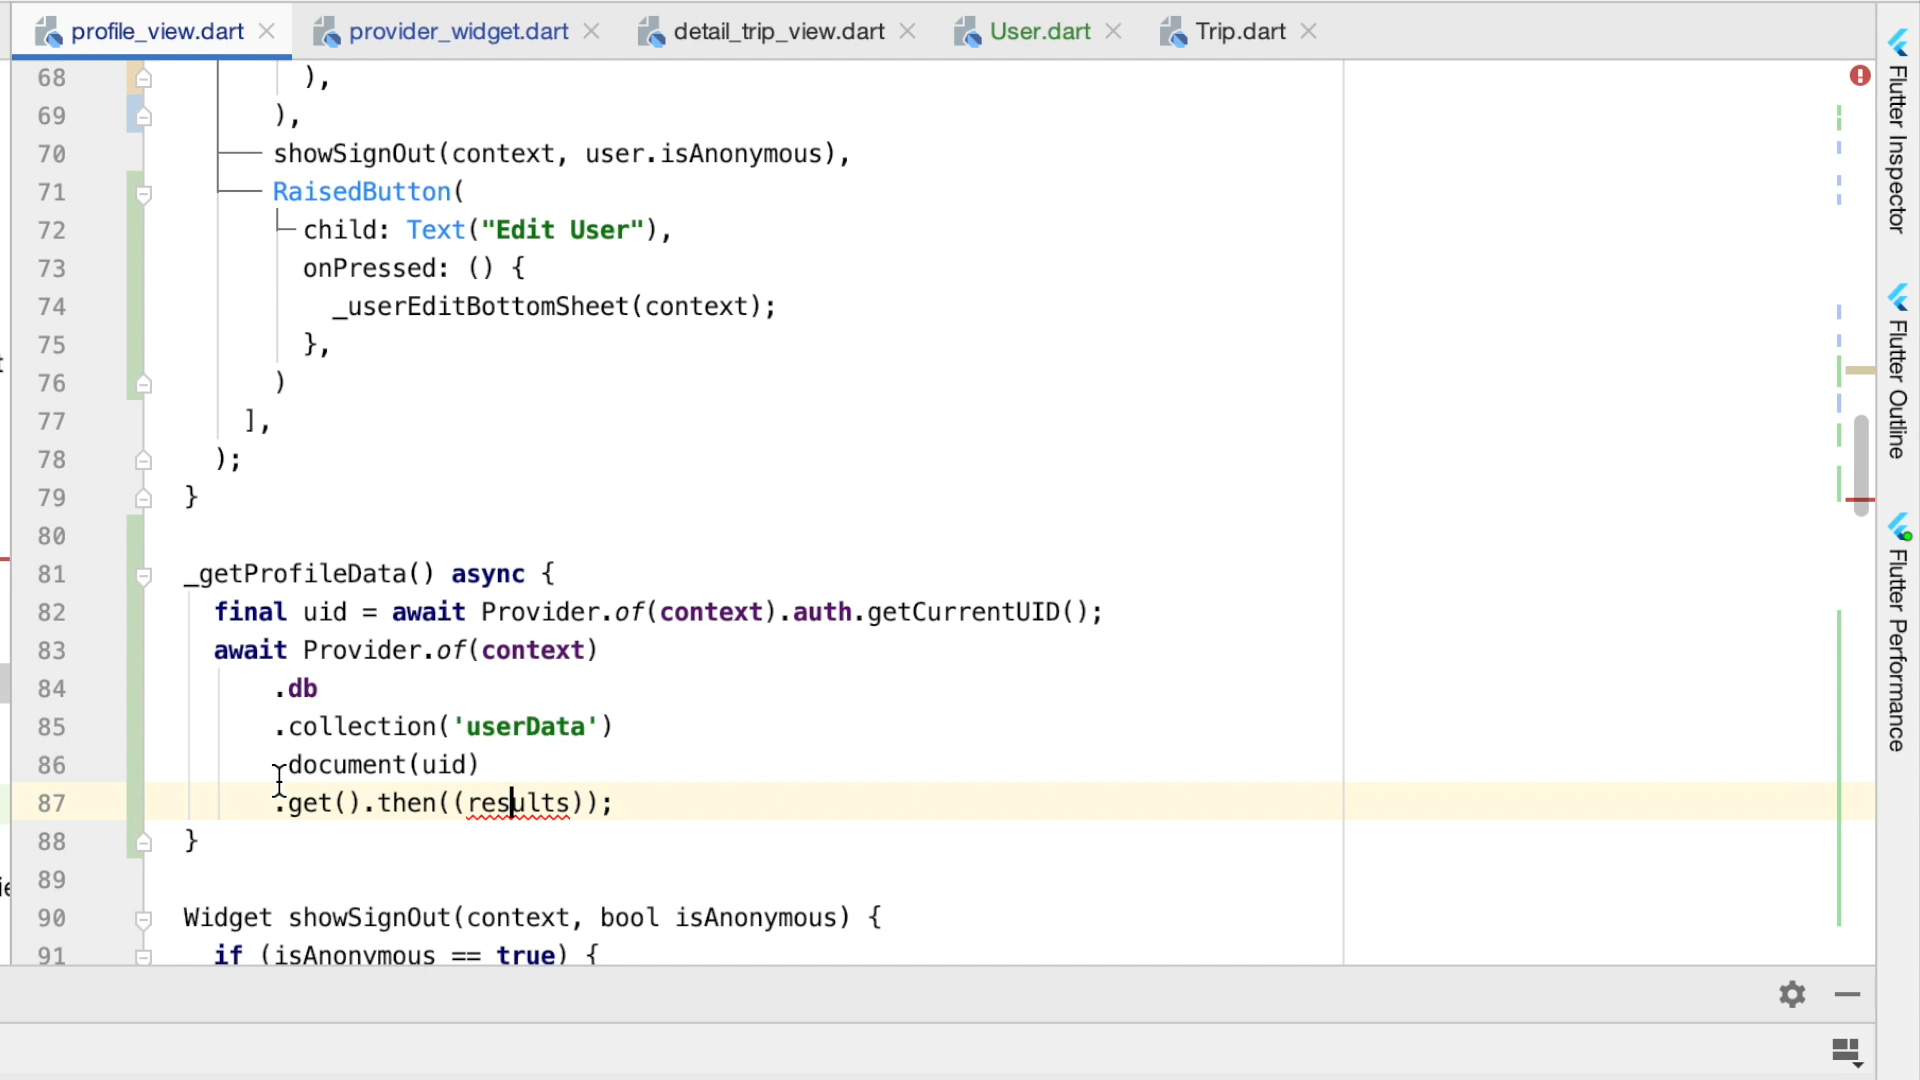 profile_view.dart
provider_widget.dart
detail_trip_view.dart
User.dart
Trip.dart
68 ),
69 ),
70 showSignOut(context, user.isAnonymous),
71 RaisedButton(
72 child: Text("Edit User"),
73 onPressed: () {
74 _userEditBottomSheet(context);
75 },
76 )
77 ],
78 );
79 }
80
81 _getProfileData() async {
82 final uid = await Provider.of(context).auth.getCurrentUID();
83 await Provider.of(context)
84 .db
85 .collection('userData')
86 .document(uid)
87 .get().then((results));
88 }
89
90 Widget showSignOut(context, bool isAnonymous) {
91 if (isAnonymous == true) {
Flutter Inspector
Flutter Outline
Flutter Performance